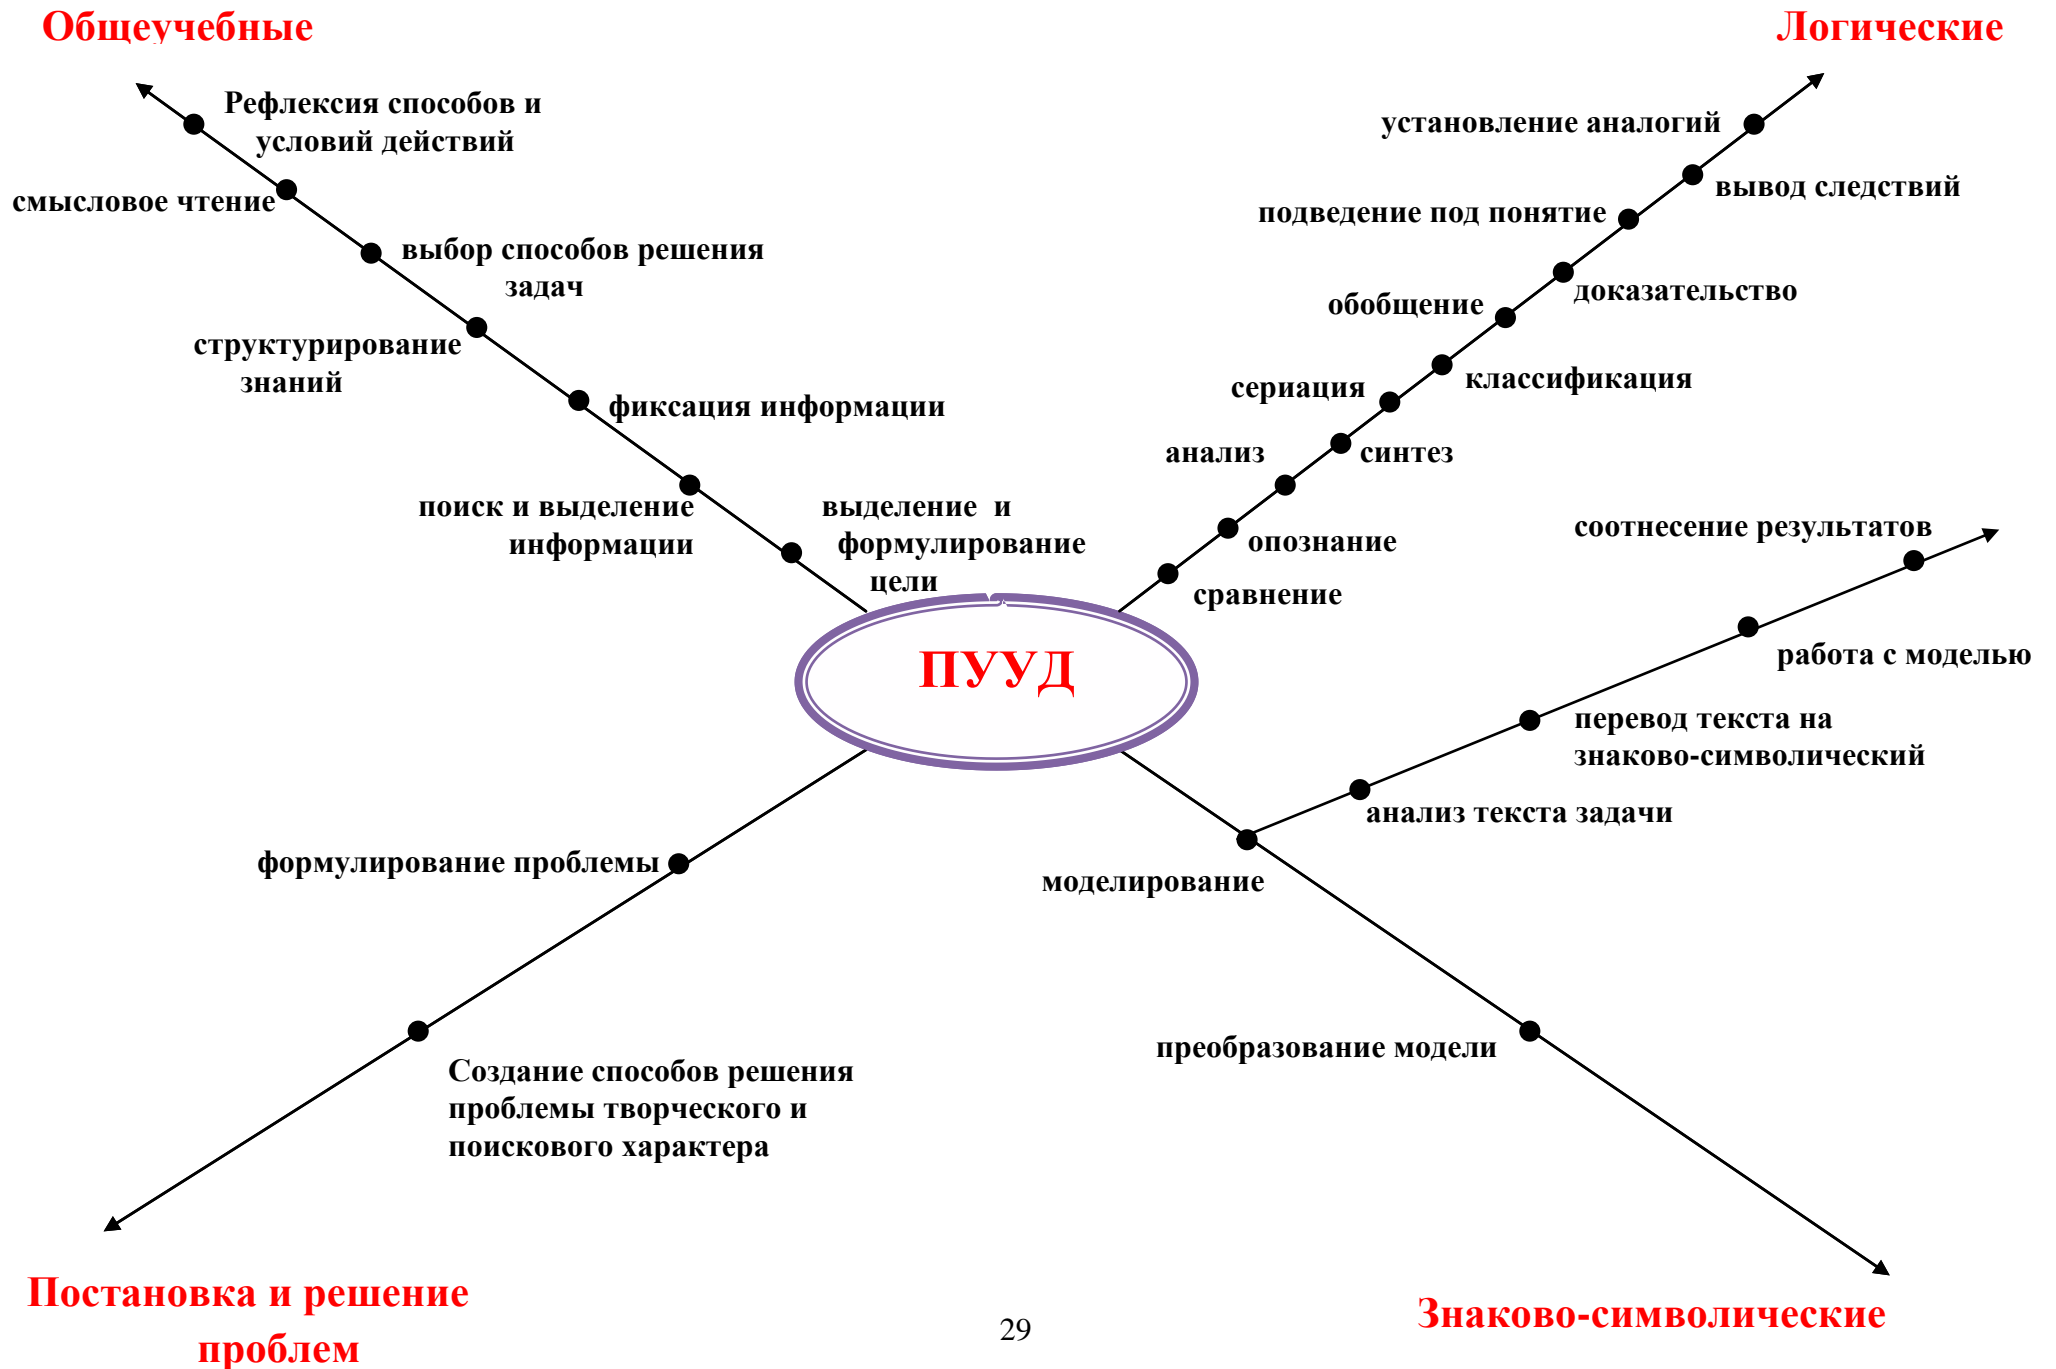 Общеучебные
Логические
Рефлексия способов и
условий действий
смысловое чтение
выбор способов решения
задач
структурирование
знаний
фиксация информации
поиск и выделение
информации
выделение и
формулирование
цели
установление аналогий
вывод следствий
подведение под понятие
доказательство
обобщение
классификация
сериация
синтез
анализ
опознание
сравнение
соотнесение результатов
работа с моделью
перевод текста на
знаково-символический
анализ текста задачи
ПУУД
формулирование проблемы
моделирование
Создание способов решения
проблемы творческого и
поискового характера
преобразование модели
Постановка и решение
проблем
29
Знаково-символические